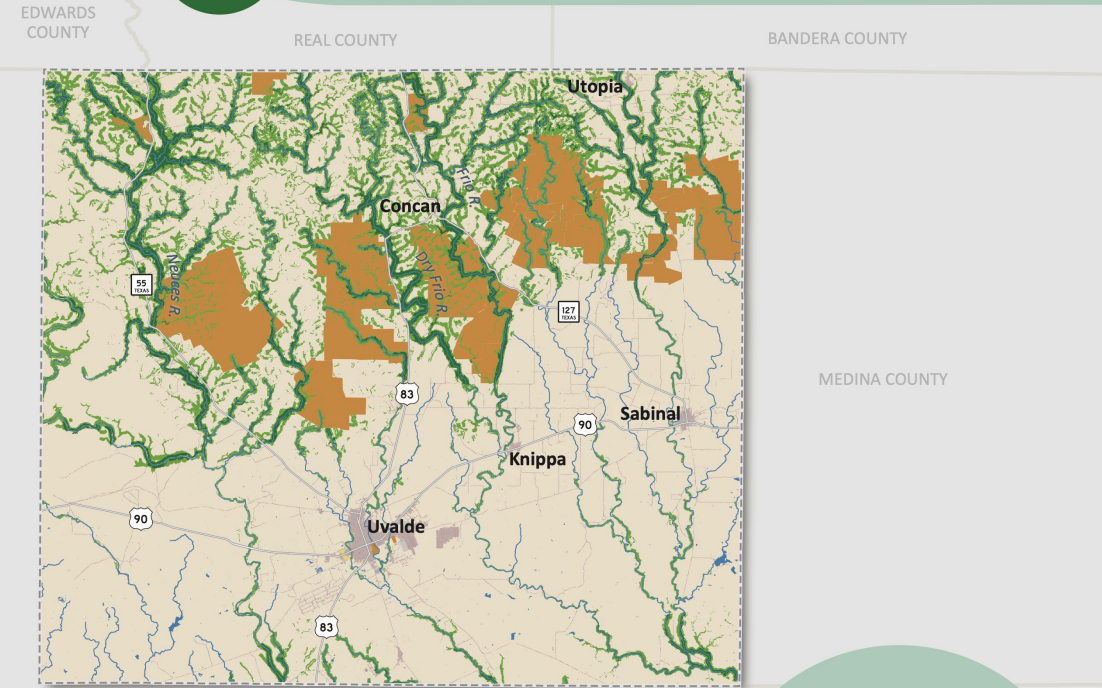 EDWARDS
COUNTY
REAL COUNTY
BANDERA COUNTY
Utopia
Frio R.
Concan
Nueces R.
Dry Frio R.
55
TEXAS
127
TEXAS
MEDINA COUNTY
83
Sabinal
90
Knippa
90
Uvalde
83